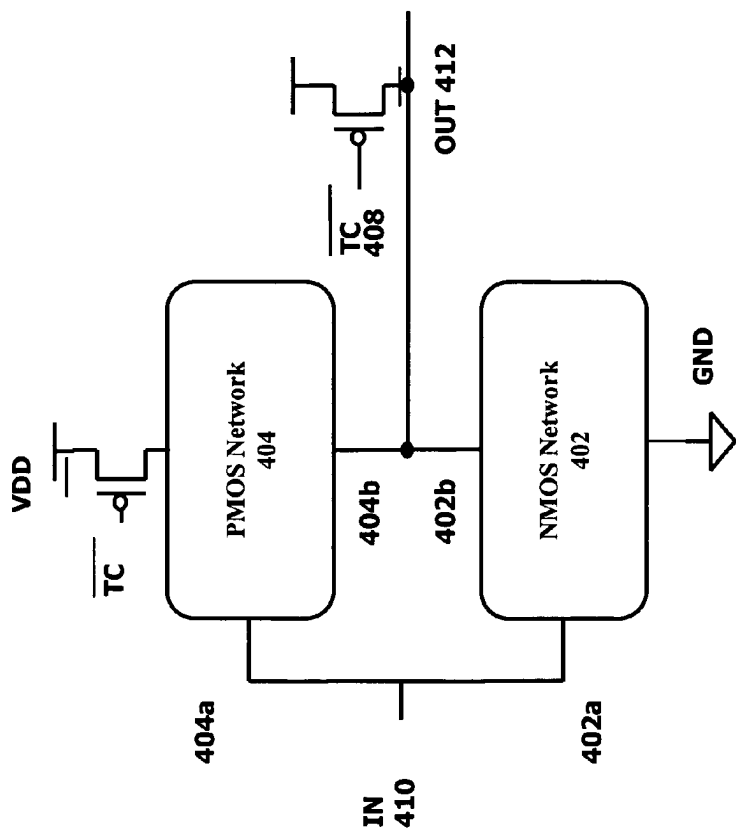 VDD
TC
PMOS Network
404
TC
408
OUT 412
404a
404b
IN
410
402b
NMOS Network
402
402a
GND